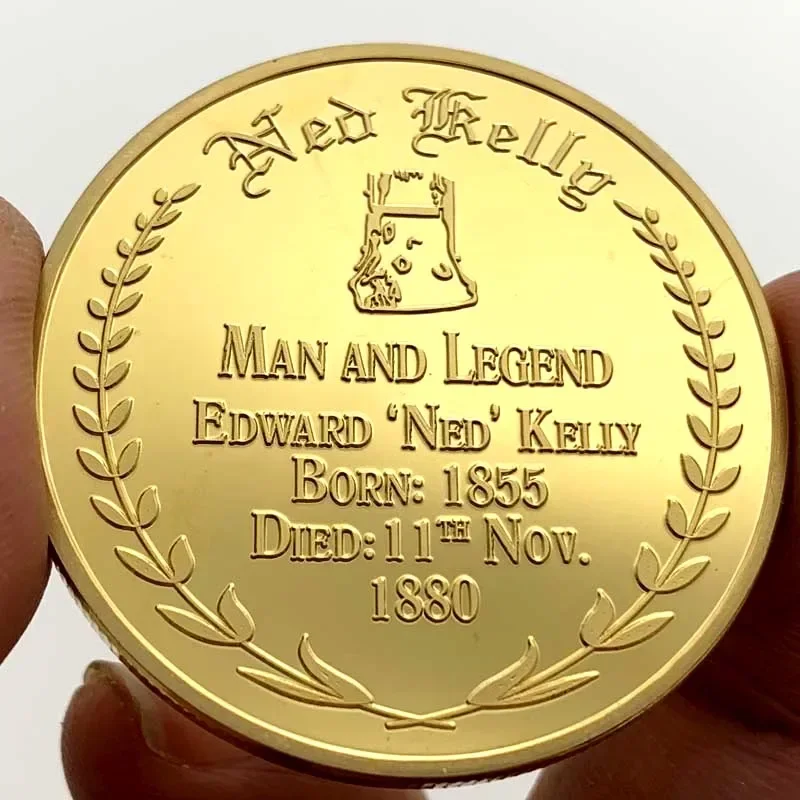 Ned Kelly
MAN AND LEGEND
EDWARD ‘NED’ KELLY
BORN: 1855
DIED: 11TH NOV.
1880